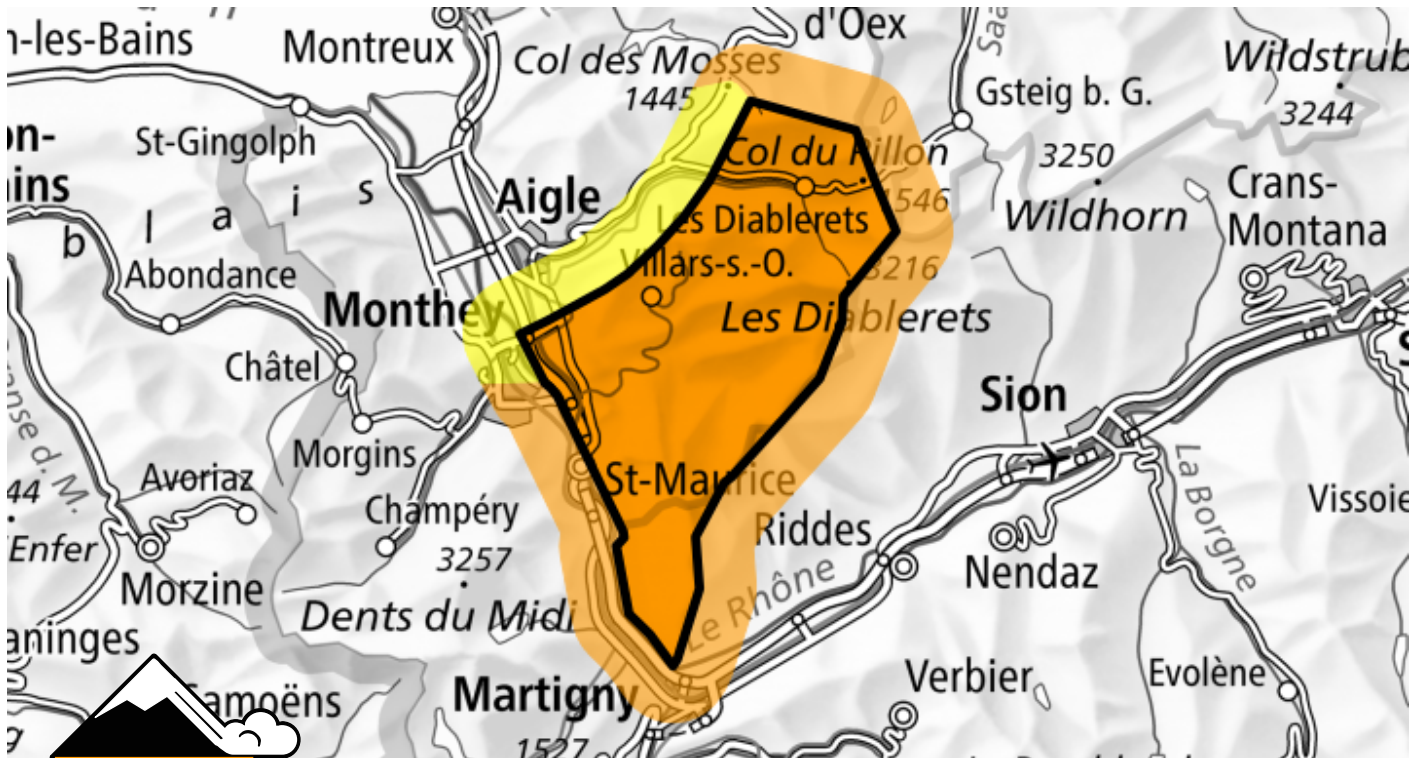 n-les-Bains
Montreux
d'Oex
Saa
Col des Mosses
1445
Wildstrub
3244
Gsteig b. G.
St-Gingolph
on-
ains
3250
Col du Pillon
1546
Wildhorn
Crans-
Montana
Aigle
b l a i s
Les Diablerets
Villars-s.-O.
3216
Les Diablerets
Abondance
Monthey
Châtel
Sion
Morgins
anse d. M.
Avoriaz
St-Maurice
La Borgne
Vissoie
44
Enfer
Champéry
3257
Riddes
Nendaz
Morzine
Dents du Midi
Le Rhône
aninges
Verbier
Evolène
Samoëns
Martigny
1527